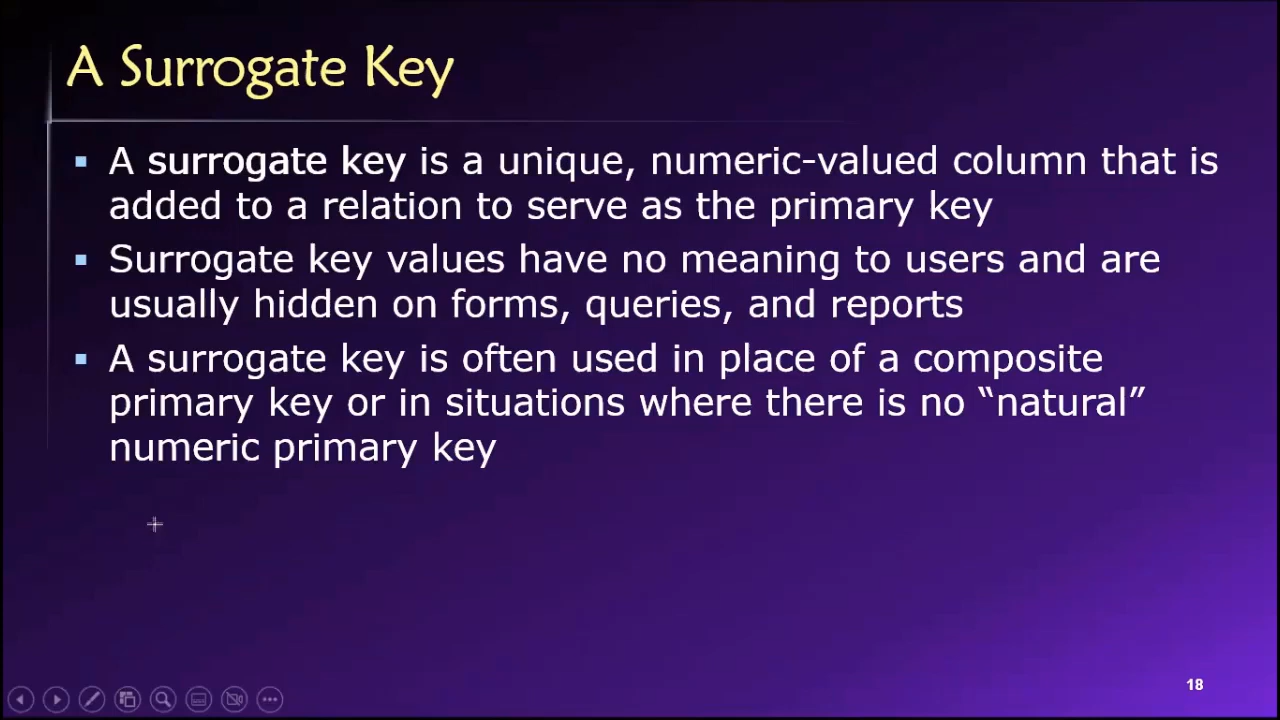 A Surrogate Key
▪ A surrogate key is a unique, numeric-valued column that is
added to a relation to serve as the primary key
▪ Surrogate key values have no meaning to users and are
usually hidden on forms, queries, and reports
▪ A surrogate key is often used in place of a composite
primary key or in situations where there is no “natural”
numeric primary key
18